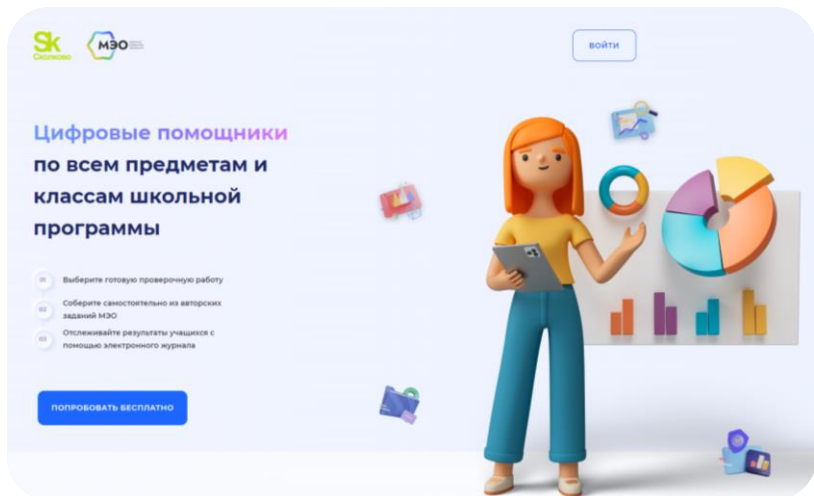 Sk
Сколково
МЭО
ВОЙТИ
Цифровые помощники
по всем предметам и
классам школьной
программы
01
Выберите готовую проверочную работу
02
Соберите самостоятельно из авторских
заданий МЭО
03
Отслеживайте результаты учащихся с
помощью электронного журнала
ПОПРОБОВАТЬ БЕСПЛАТНО